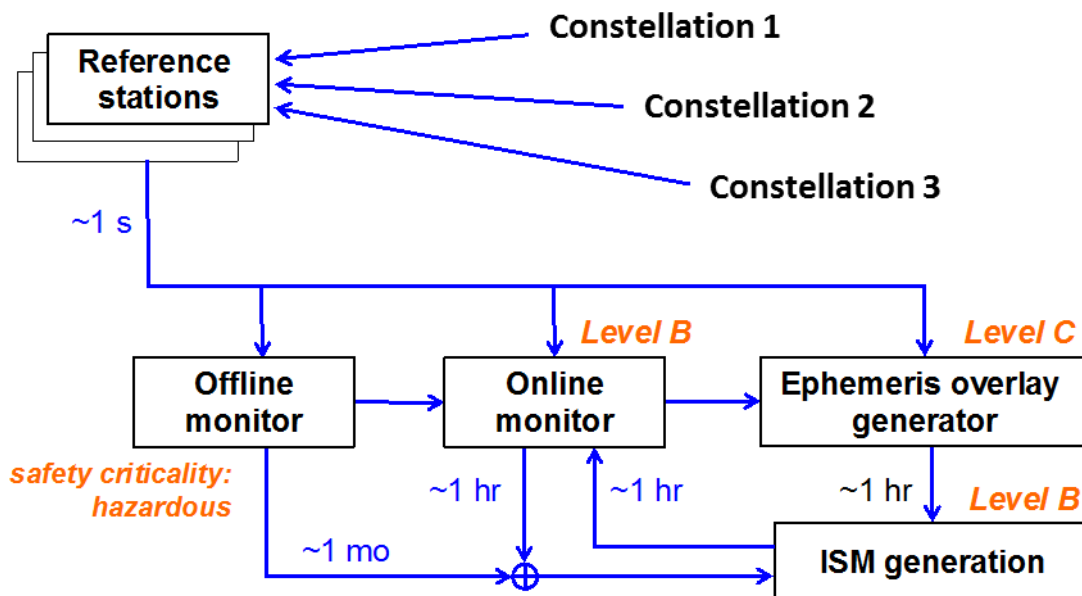 Constellation 1
Reference
stations
Constellation 2
Constellation 3
~1 s
Level B
Level C
Offline
monitor
Online
monitor
Ephemeris overlay
generator
safety criticality:
hazardous
~1 hr
~1 hr
~1 hr
Level B
~1 mo
ISM generation